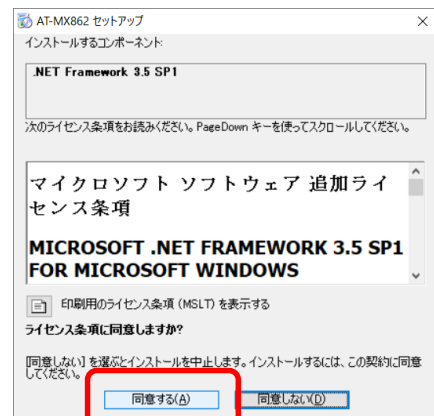 AT-MX862 セットアップ
インストールするコンポーネント:
.NET Framework 3.5 SP1
次のライセンス条項をお読みください。PageDown キーを使ってスクロールしてください。
マイクロソフト ソフトウェア 追加ライ
センス条項
MICROSOFT .NET FRAMEWORK 3.5 SP1
FOR MICROSOFT WINDOWS
印刷用のライセンス条項 (MSLT) を表示する
ライセンス条項に同意しますか?
[同意しない] を選ぶとインストールを中止します。インストールするには、この契約に同意
してください。
同意する(A) 同意しない(D)